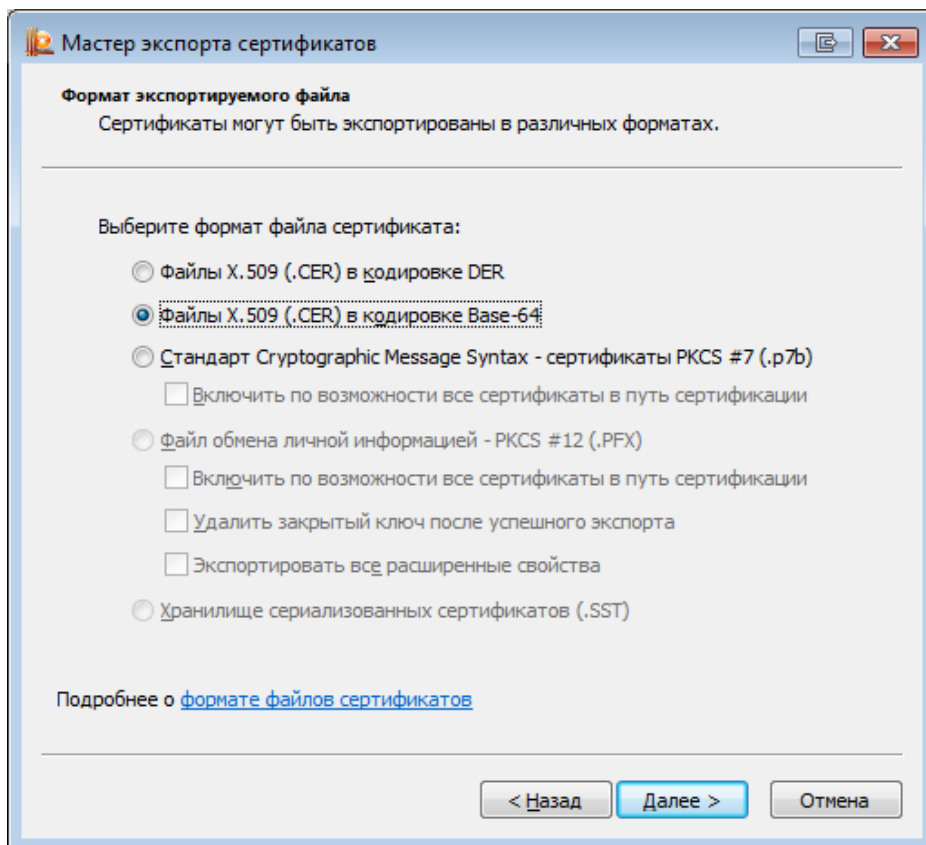 Мастер экспорта сертификатов
Формат экспортируемого файла
Сертификаты могут быть экспортированы в различных форматах.
Выберите формат файла сертификата:
Файлы X.509 (.CER) в кодировке DER
Файлы X.509 (.CER) в кодировке Base-64
Стандарт Cryptographic Message Syntax - сертификаты PKCS #7 (.p7b)
Включить по возможности все сертификаты в путь сертификации
Файл обмена личной информацией - PKCS #12 (.PFX)
Включить по возможности все сертификаты в путь сертификации
Удалить закрытый ключ после успешного экспорта
Экспортировать все расширенные свойства
Хранилище сериализованных сертификатов (.SST)
Подробнее о формате файлов сертификатов
< Назад Далее > Отмена